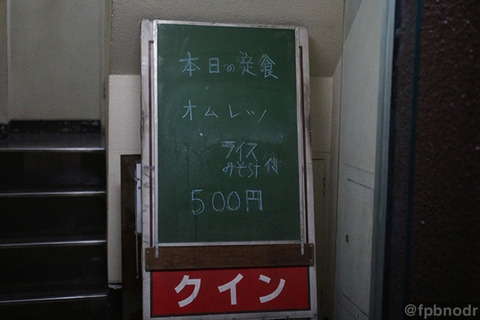 本日の定食
オムレツ
ライス
みそ汁付
500円
クイン
@fpbnodr